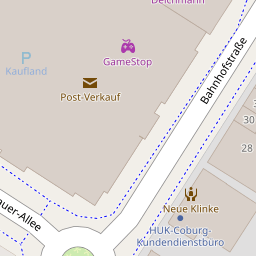 Deichmann
GameStop
Kaufland
Post-Verkauf
Bahnhofstraße
30
28
Neue Klinke
HUK-Coburg-
Kundendienstbüro
auer-Allee